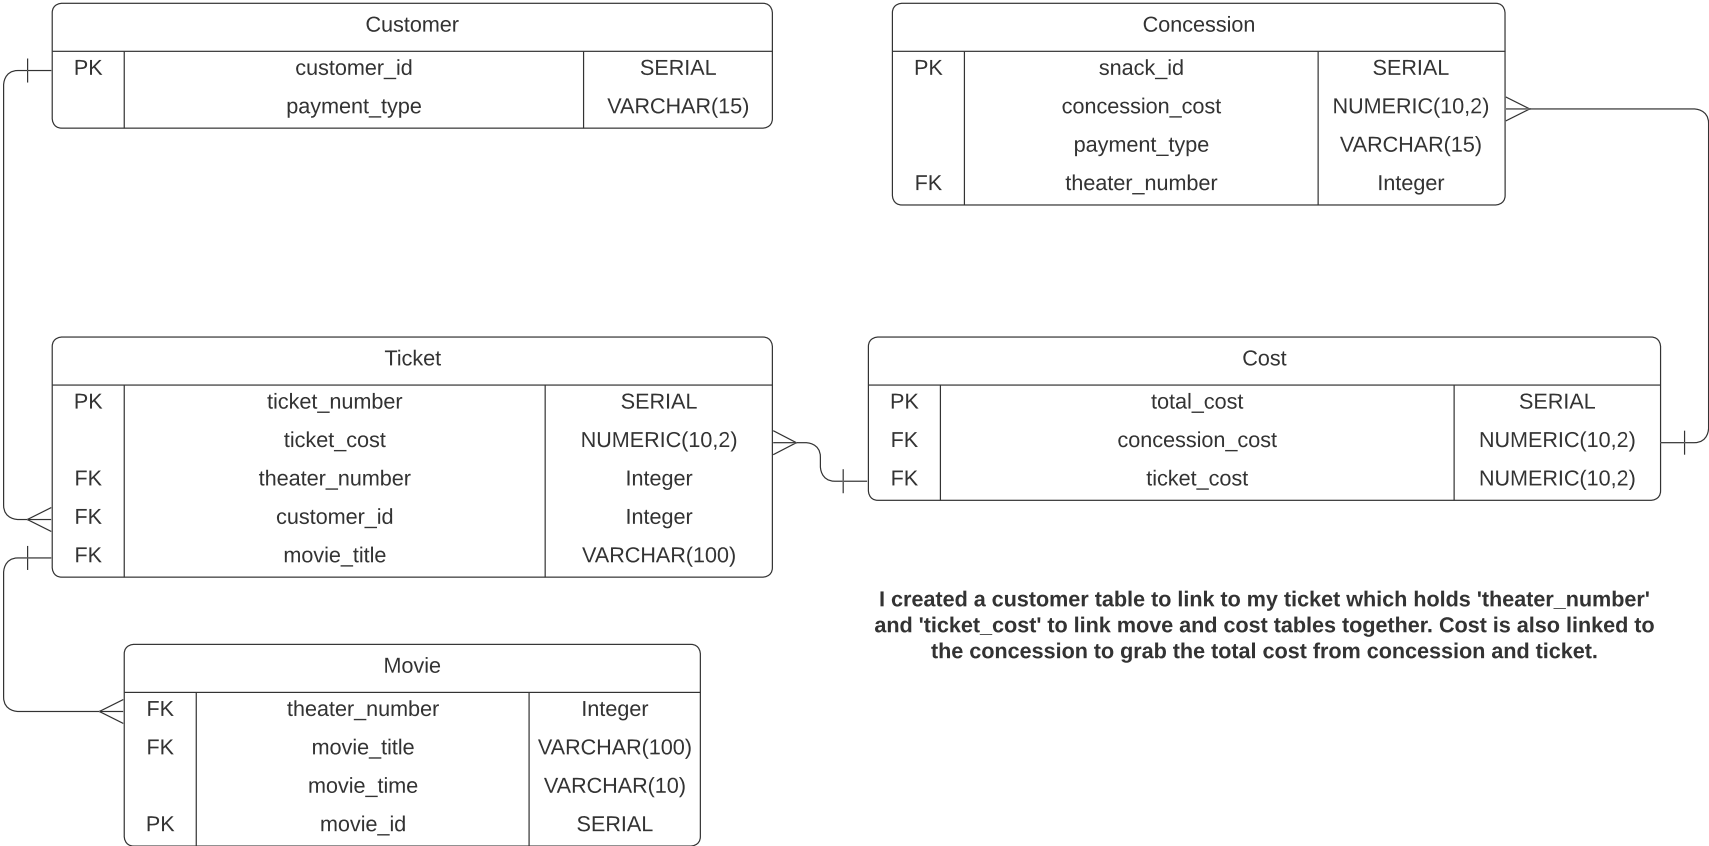 Customer
PK customer_id SERIAL
payment_type VARCHAR(15)
Concession
PK snack_id SERIAL
concession_cost NUMERIC(10,2)
payment_type VARCHAR(15)
FK theater_number Integer
Ticket
PK ticket_number SERIAL
ticket_cost NUMERIC(10,2)
FK theater_number Integer
FK customer_id Integer
FK movie_title VARCHAR(100)
Cost
PK total_cost SERIAL
FK concession_cost NUMERIC(10,2)
FK ticket_cost NUMERIC(10,2)
I created a customer table to link to my ticket which holds 'theater_number'
and 'ticket_cost' to link move and cost tables together. Cost is also linked to
the concession to grab the total cost from concession and ticket.
Movie
FK theater_number Integer
FK movie_title VARCHAR(100)
movie_time VARCHAR(10)
PK movie_id SERIAL